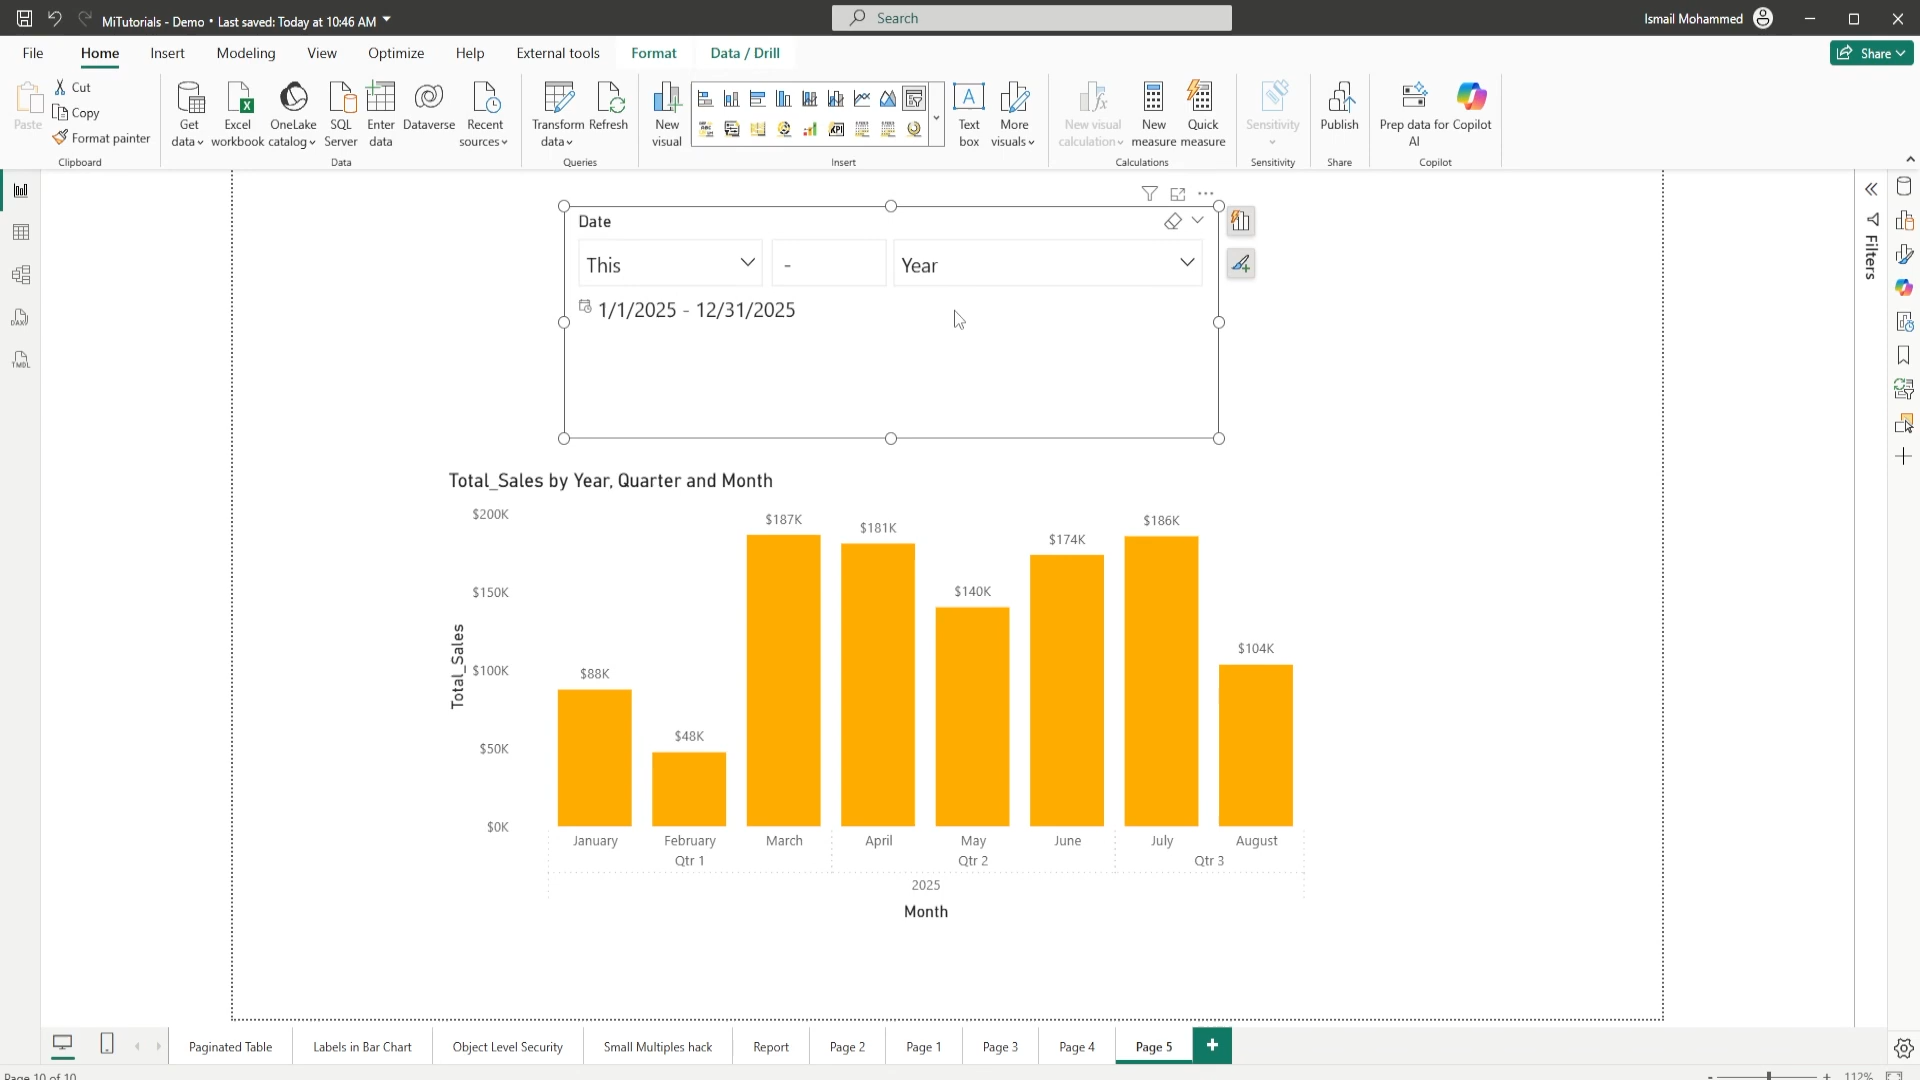 MiTutorials - Demo • Last saved: Today at 10:46 AM
Search
Ismail Mohammed
File
Home
Insert
Modeling
View
Optimize
Help
External tools
Format
Data / Drill
Share
Paste
Cut
Copy
Format painter
Clipboard
Get data
Excel workbook
OneLake catalog
SQL Server
Enter data
Dataverse
Recent sources
Data
Transform data
Refresh
Queries
New visual
Text box
More visuals
Insert
New visual calculation
New measure
Quick measure
Calculations
Sensitivity
Sensitivity
Publish
Share
Prep data for AI
Copilot
Copilot
DAX
TMDL
KPI
Filters
Date
This
-
Year
1/1/2025 - 12/31/2025
Total_Sales by Year, Quarter and Month
$200K
$150K
$100K
$50K
$0K
Total_Sales
$88K
$48K
$187K
$181K
$140K
$174K
$186K
$104K
January
February
March
April
May
June
July
August
Qtr 1
Qtr 2
Qtr 3
2025
Month
Paginated Table
Labels in Bar Chart
Object Level Security
Small Multiples hack
Report
Page 2
Page 1
Page 3
Page 4
Page 5
Page 10 of 10
112%